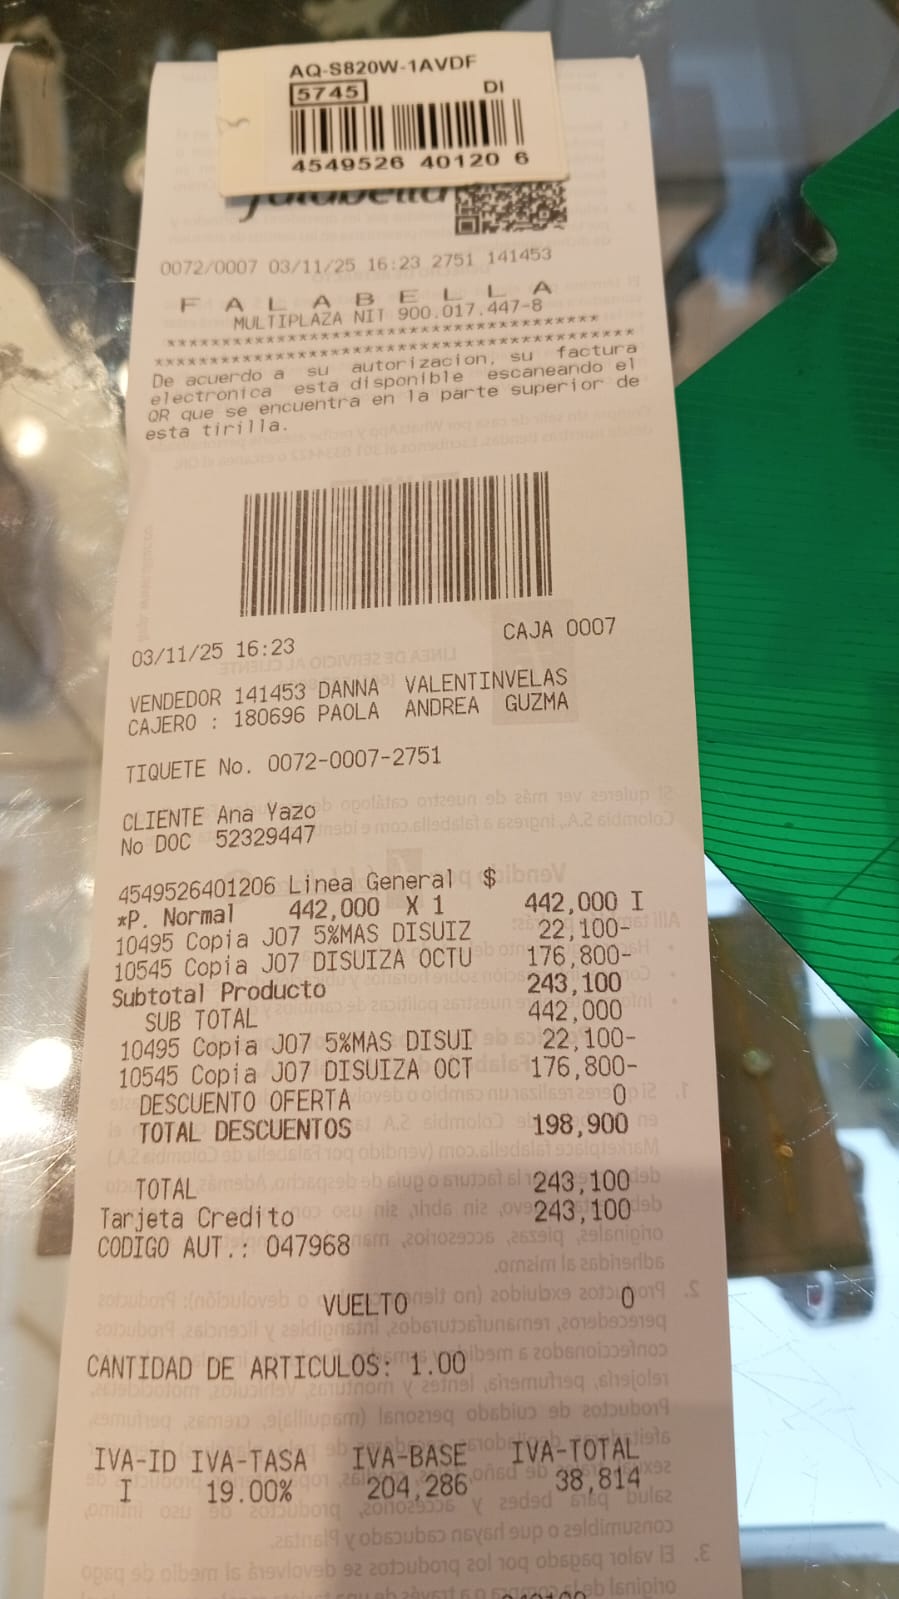 AQ-S820W-1AVDF
5745 DI
4549526 40120 6
falabella
0072/0007 03/11/25 16:23 2751 141453
F A L A B E L L A
MULTIPLAZA NIT 900.017.447-8
****************************************
********************************************
De acuerdo a su autorizacion, su factura
electronica esta disponible escaneando el
QR que se encuentra en la parte superior de
esta tirilla.
03/11/25 16:23 CAJA 0007
VENDEDOR 141453 DANNA VALENTINVELAS
CAJERO : 180696 PAOLA ANDREA GUZMA
TIQUETE No. 0072-0007-2751
CLIENTE Ana Yazo
No DOC 52329447
4549526401206 Linea General $
*P. Normal 442,000 X 1 442,000 I
10495 Copia J07 5%MAS DISUIZ 22,100-
10545 Copia J07 DISUIZA OCTU 176,800-
Subtotal Producto 243,100
SUB TOTAL 442,000
10495 Copia J07 5%MAS DISUI 22,100-
10545 Copia J07 DISUIZA OCT 176,800-
DESCUENTO OFERTA 0
TOTAL DESCUENTOS 198,900
TOTAL 243,100
Tarjeta Credito 243,100
CODIGO AUT.: 047968
VUELTO 0
CANTIDAD DE ARTICULOS: 1.00
IVA-ID IVA-TASA IVA-BASE IVA-TOTAL
I 19.00% 204,286 38,814